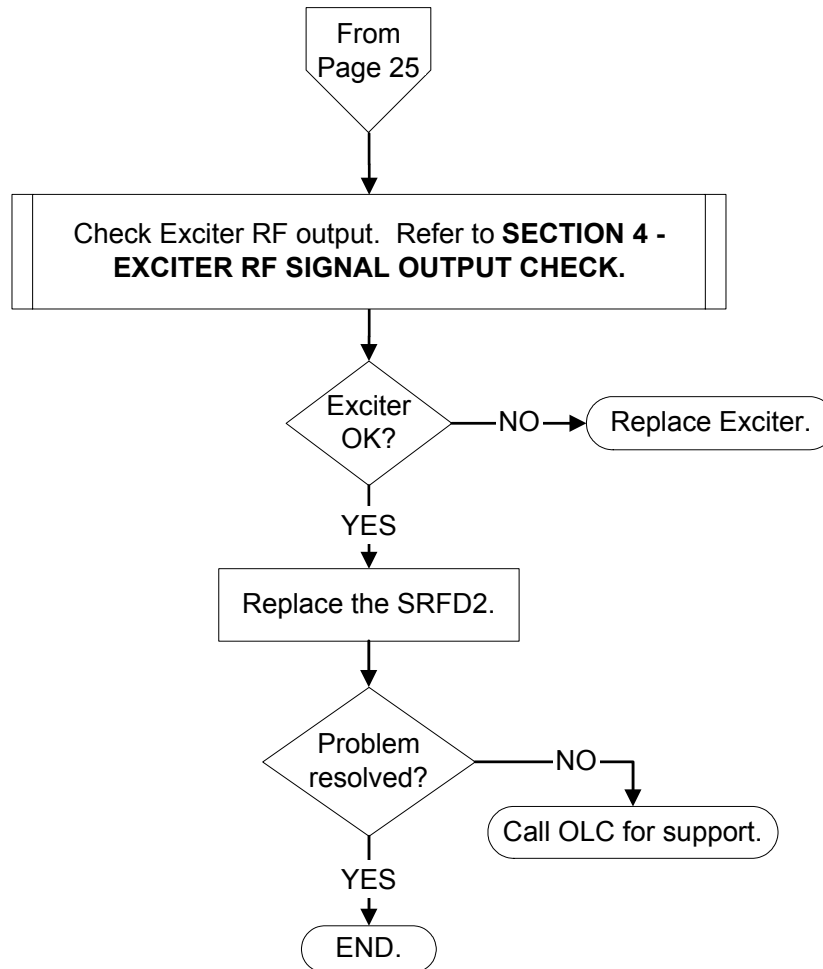 From
Page 25
Check Exciter RF output.  Refer to SECTION 4 -
EXCITER RF SIGNAL OUTPUT CHECK.
Exciter
OK?
NO
Replace Exciter.
YES
Replace the SRFD2.
Problem
resolved?
NO
Call OLC for support.
YES
END.